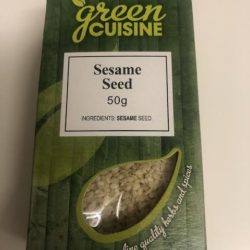 green
CUISINE
Sesame
Seed
50g
INGREDIENTS: SESAME SEED.
fine quality herbs and spices